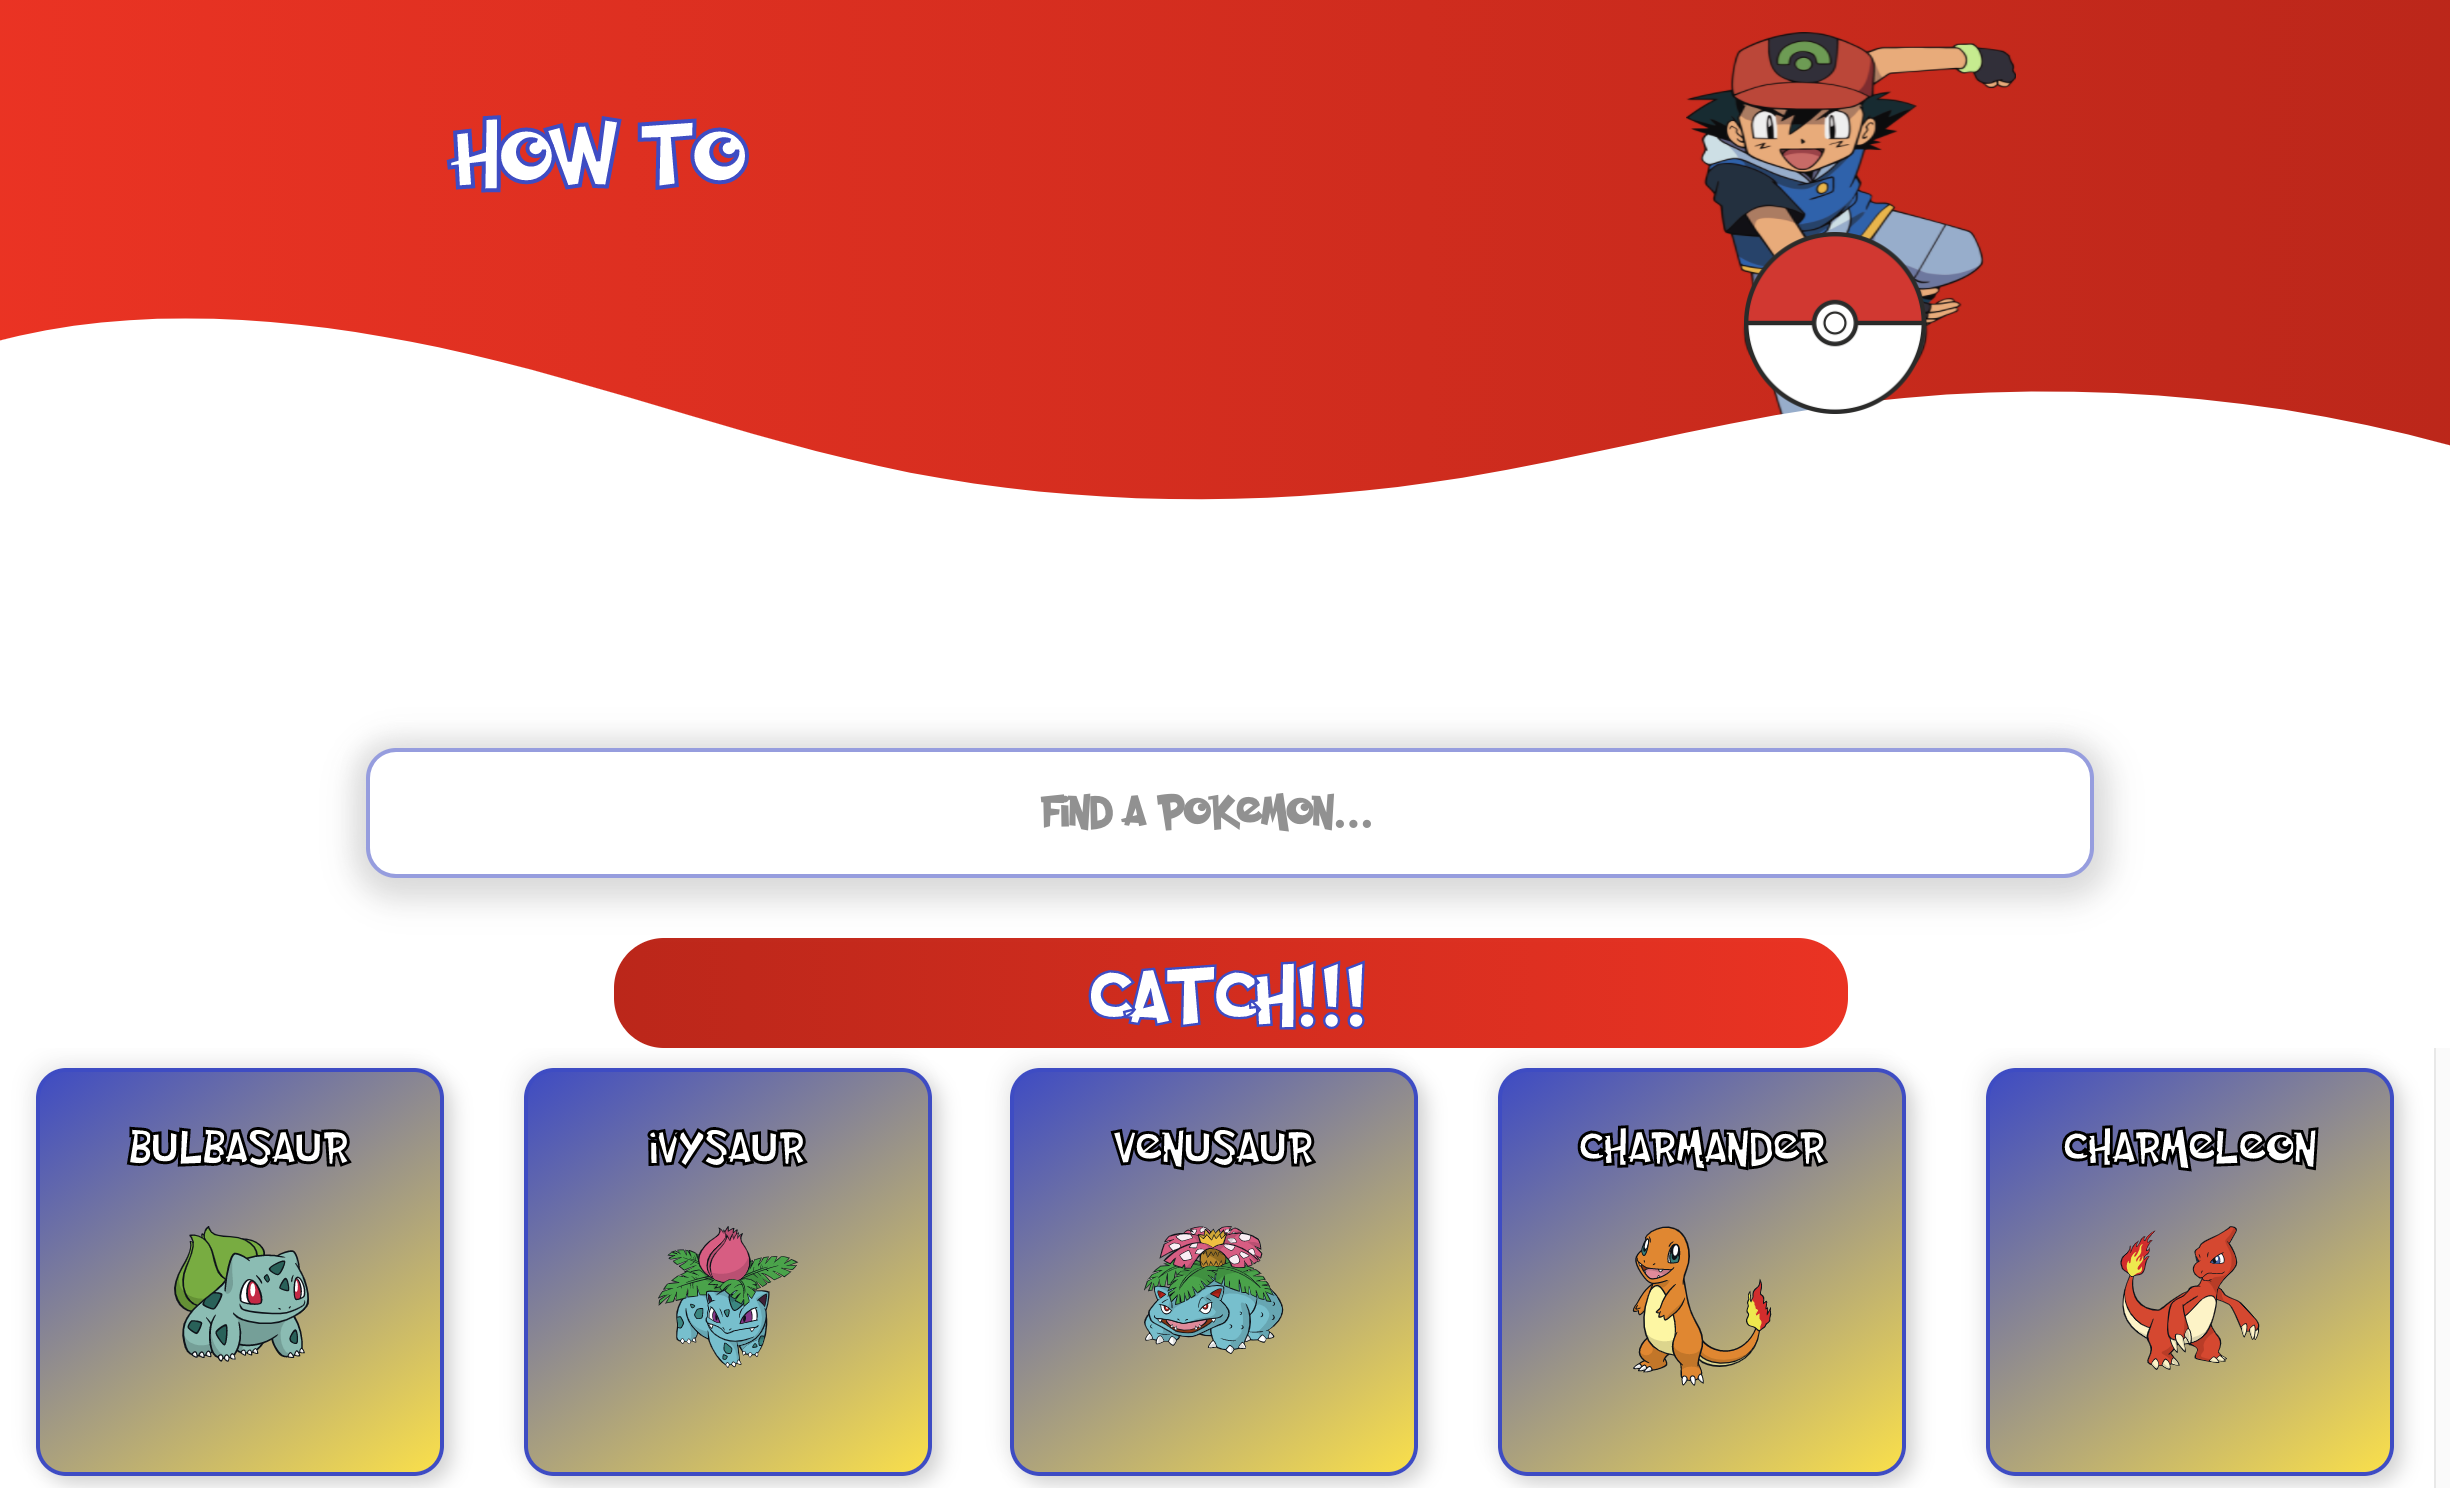 HOW TO
FIND A POKEMON...
CATCH!!!
BULBASAUR
iVYSAUR
VeNUSAUR
CHARMANDeR
CHARMeLeON